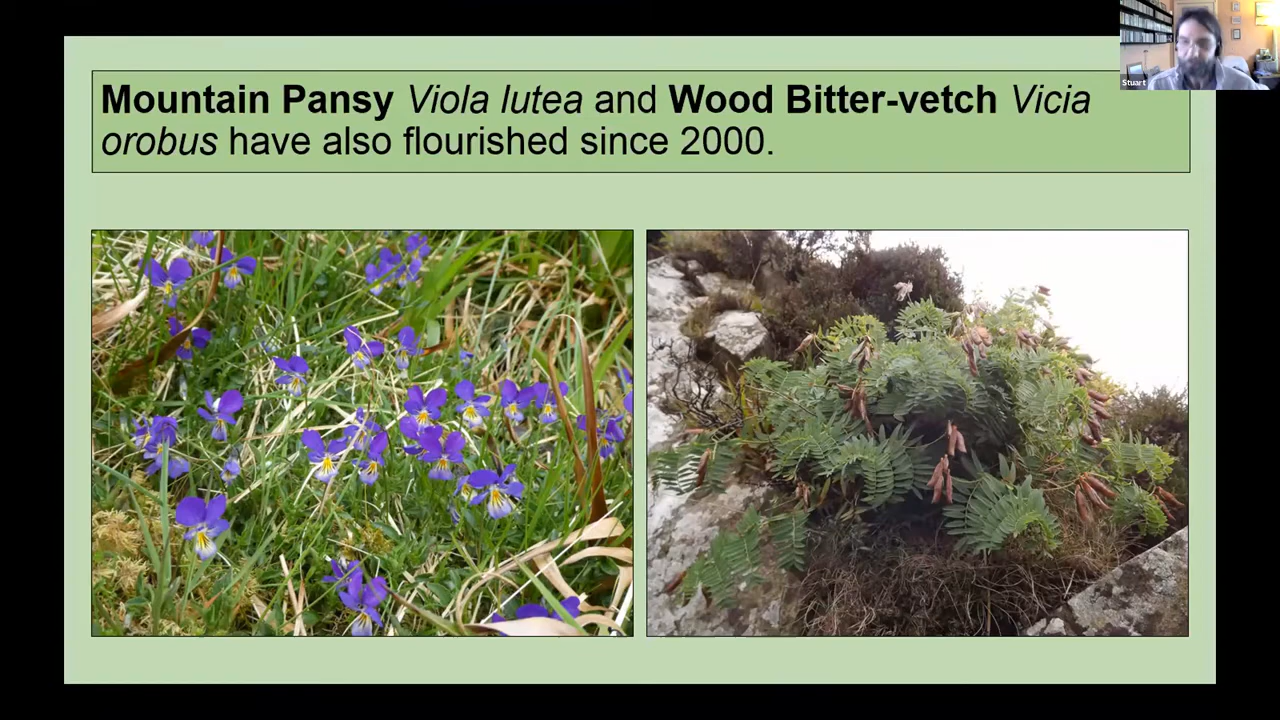 Stuart
Mountain Pansy Viola lutea and Wood Bitter-vetch Vicia
orobus have also flourished since 2000.